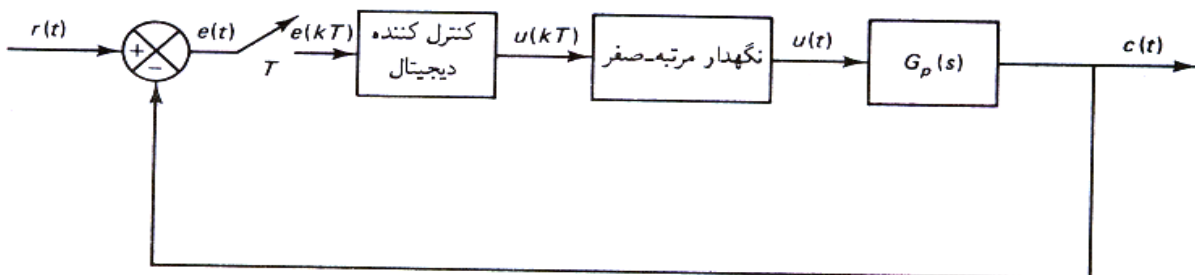 r(t)
+
−
e(t)
T
e(kT)
کنترل کننده
دیجیتال
u(kT)
نگهدار مرتبه-صفر
u(t)
G_p(s)
c(t)